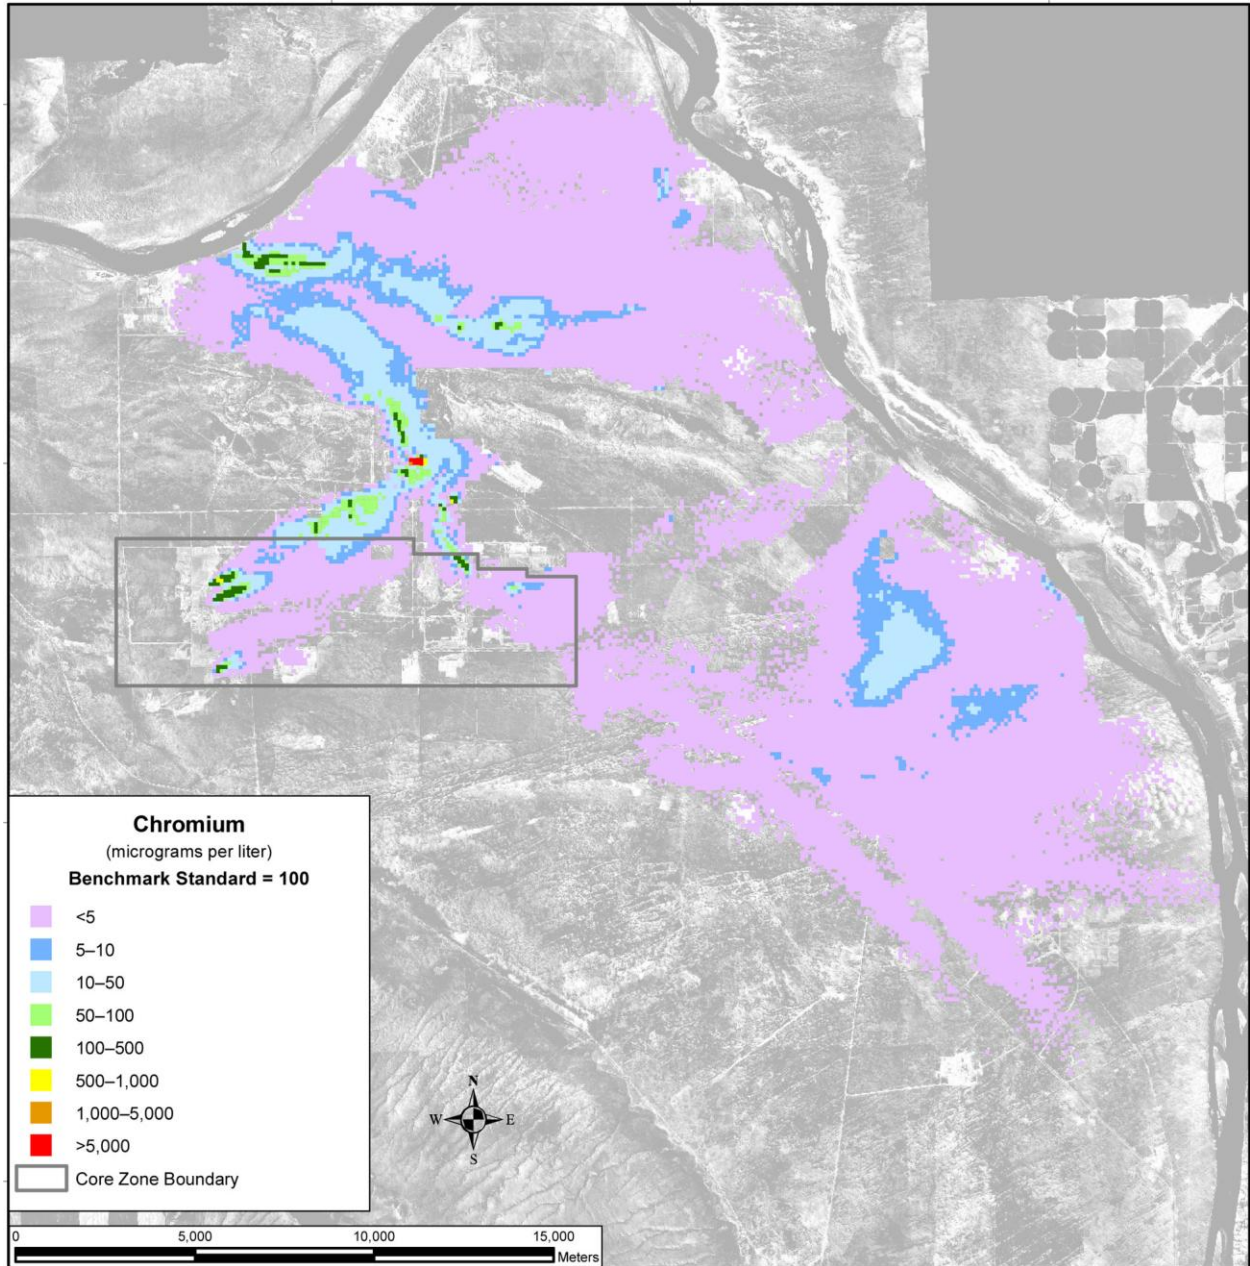 Chromium
(micrograms per liter)
Benchmark Standard = 100
<5
5–10
10–50
50–100
100–500
500–1,000
1,000–5,000
>5,000
Core Zone Boundary
N
W E
S
0 5,000 10,000 15,000
Meters